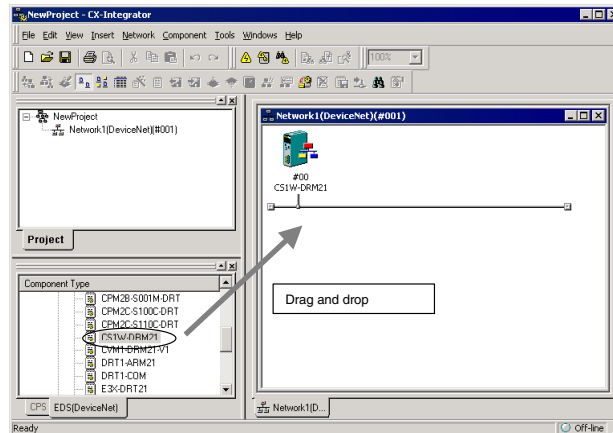 NewProject - CX-Integrator
File Edit View Insert Network Component Tools Windows Help
100%
NewProject
Network1(DeviceNet)(#001)
Project
Component Type
CPM2B-S001M-DRT
CPM2C-S100C-DRT
CPM2C-S110C-DRT
CS1W-DRM21
CVM1-DRM21-V1
DRT1-ARM21
DRT1-COM
E3X-DRT21
CPS EDS(DeviceNet)
Network1(DeviceNet)(#001)
#00
CS1W-DRM21
Drag and drop
Network1(D...
Ready
Off-line